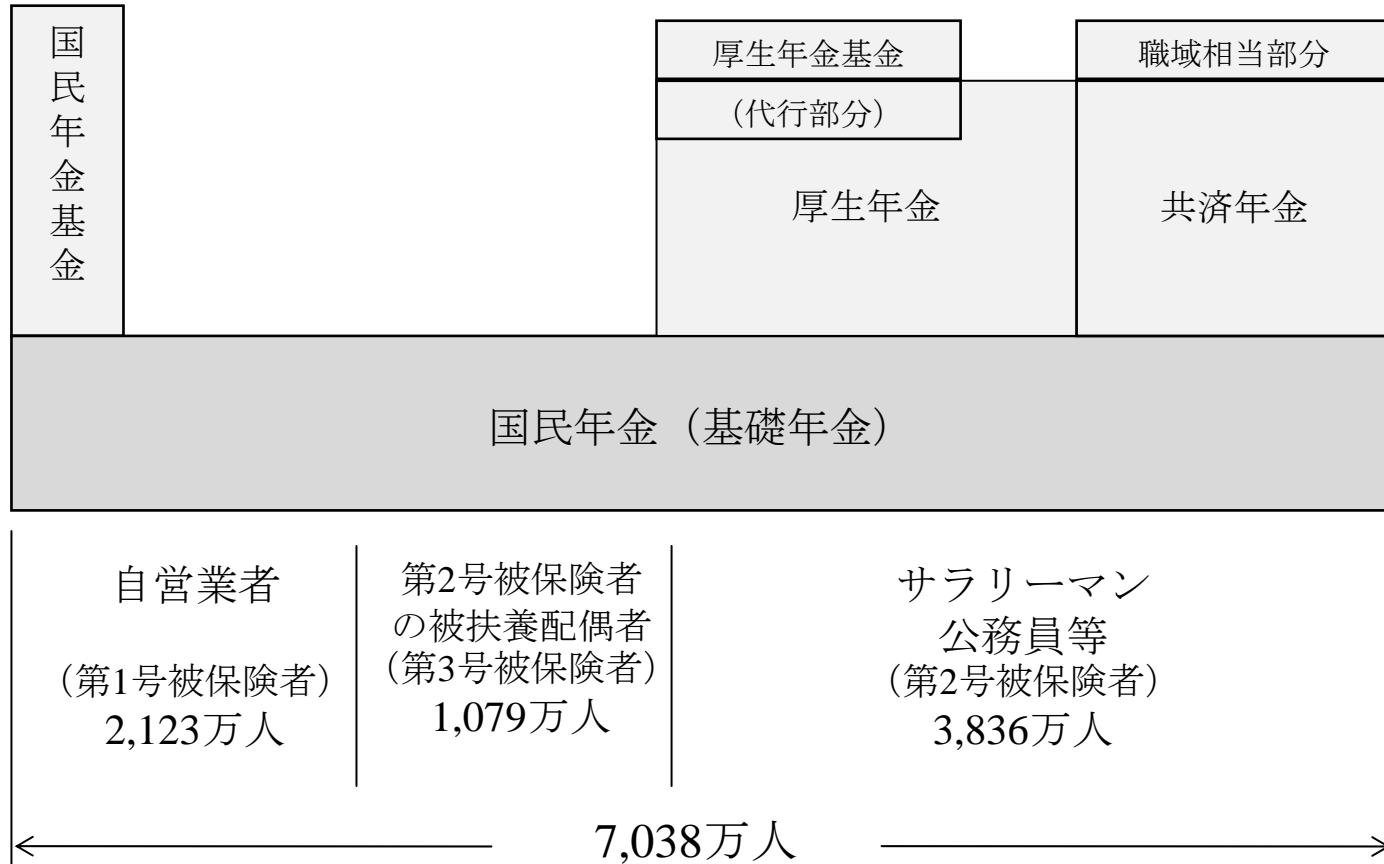 国民年金基金
厚生年金基金
職域相当部分
（代行部分）
厚生年金
共済年金
国民年金（基礎年金）
自営業者
（第1号被保険者）
2,123万人
第2号被保険者
の被扶養配偶者
（第3号被保険者）
1,079万人
サラリーマン
公務員等
（第2号被保険者）
3,836万人
7,038万人